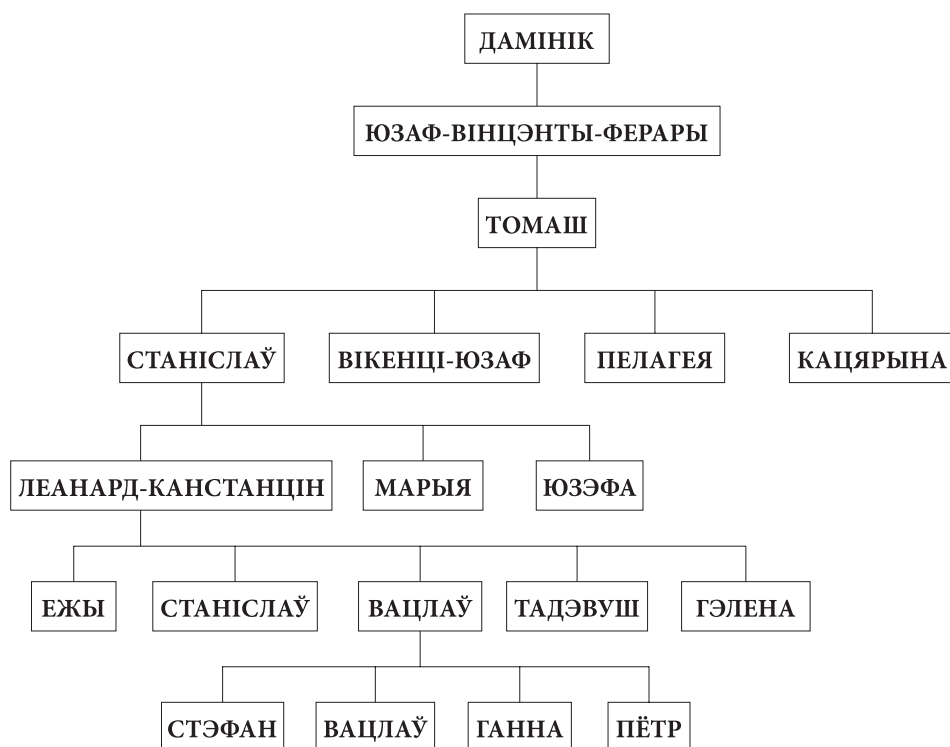 ДАМІНІК
ЮЗАФ-ВІНЦЭНТЫ-ФЕРАРЫ
ТОМАШ
СТАНІСЛАЎ ВІКЕНЦІ-ЮЗАФ ПЕЛАГЕЯ КАЦЯРЫНА
ЛЕАНАРД-КАНСТАНЦІН МАРЫЯ ЮЗЭФА
ЕЖЫ СТАНІСЛАЎ ВАЦЛАЎ ТАДЭВУШ ГЭЛЕНА
СТЭФАН ВАЦЛАЎ ГАННА ПЁТР